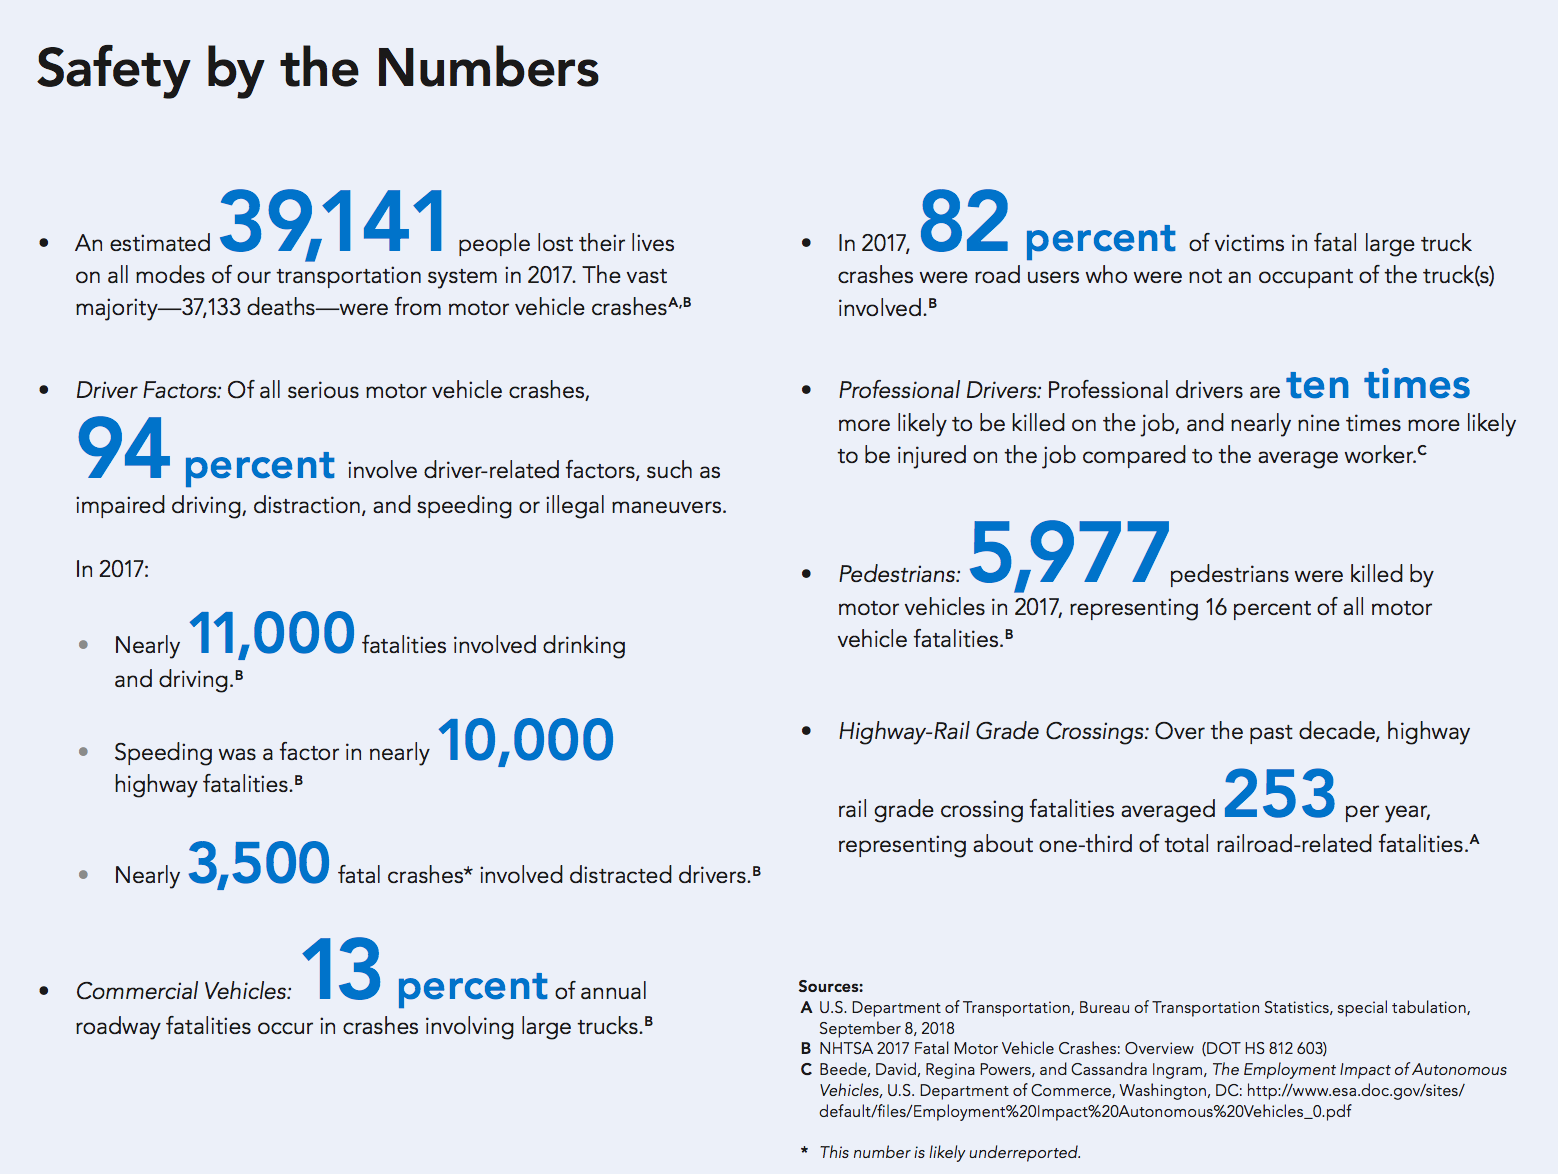 Safety by the Numbers
• An estimated 39,141 people lost their lives
on all modes of our transportation system in 2017. The vast
majority—37,133 deaths—were from motor vehicle crashesA,B
• Driver Factors: Of all serious motor vehicle crashes,
94 percent involve driver-related factors, such as
impaired driving, distraction, and speeding or illegal maneuvers.
In 2017:
• Nearly 11,000 fatalities involved drinking
and driving.B
• Speeding was a factor in nearly 10,000
highway fatalities.B
• Nearly 3,500 fatal crashes* involved distracted drivers.B
• Commercial Vehicles: 13 percent of annual
roadway fatalities occur in crashes involving large trucks.B
• In 2017, 82 percent of victims in fatal large truck
crashes were road users who were not an occupant of the truck(s)
involved.B
• Professional Drivers: Professional drivers are ten times
more likely to be killed on the job, and nearly nine times more likely
to be injured on the job compared to the average worker.C
• Pedestrians: 5,977 pedestrians were killed by
motor vehicles in 2017, representing 16 percent of all motor
vehicle fatalities.B
• Highway-Rail Grade Crossings: Over the past decade, highway
rail grade crossing fatalities averaged 253 per year,
representing about one-third of total railroad-related fatalities.A
Sources:
A U.S. Department of Transportation, Bureau of Transportation Statistics, special tabulation,
September 8, 2018
B NHTSA 2017 Fatal Motor Vehicle Crashes: Overview (DOT HS 812 603)
C Beede, David, Regina Powers, and Cassandra Ingram, The Employment Impact of Autonomous
Vehicles, U.S. Department of Commerce, Washington, DC: http://www.esa.doc.gov/sites/
default/files/Employment%20Impact%20Autonomous%20Vehicles_0.pdf
* This number is likely underreported.